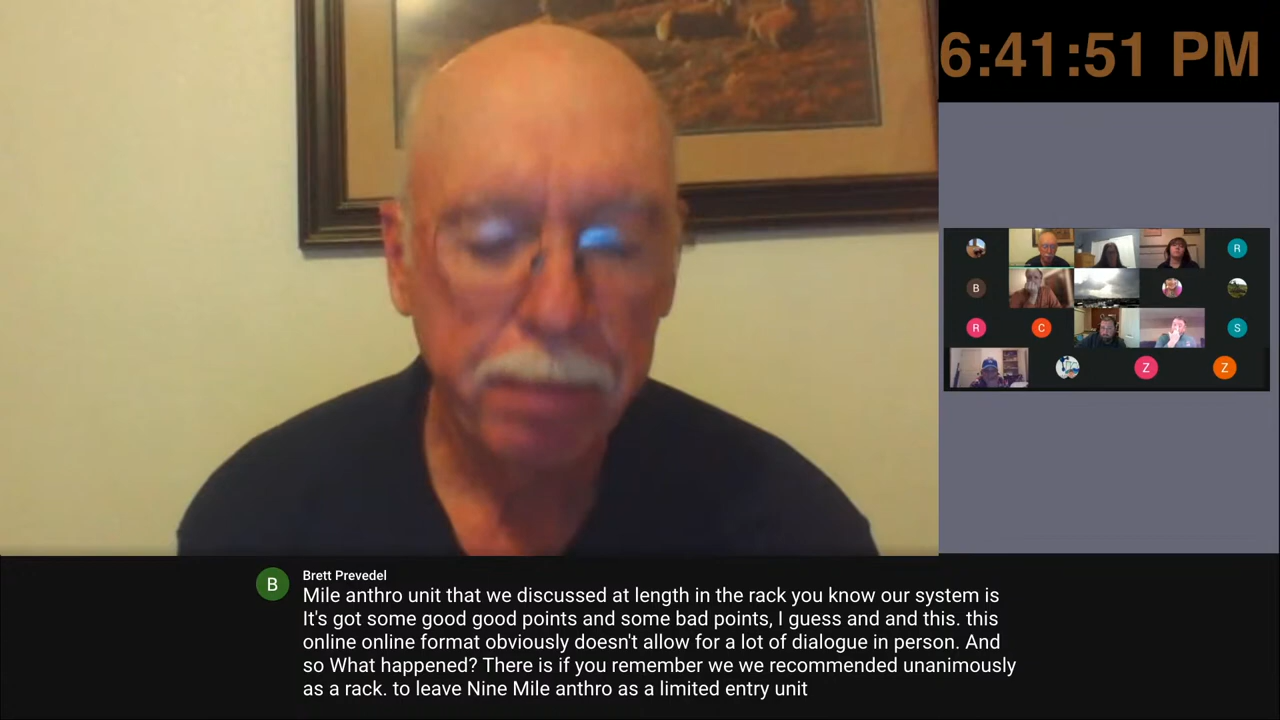 6:41:51 PM
R
B
R
C
S
Z
Z
B
Brett Prevedel
Mile anthro unit that we discussed at length in the rack you know our system is
It's got some good good points and some bad points, I guess and and this. this
online online format obviously doesn't allow for a lot of dialogue in person. And
so What happened? There is if you remember we we recommended unanimously
as a rack. to leave Nine Mile anthro as a limited entry unit